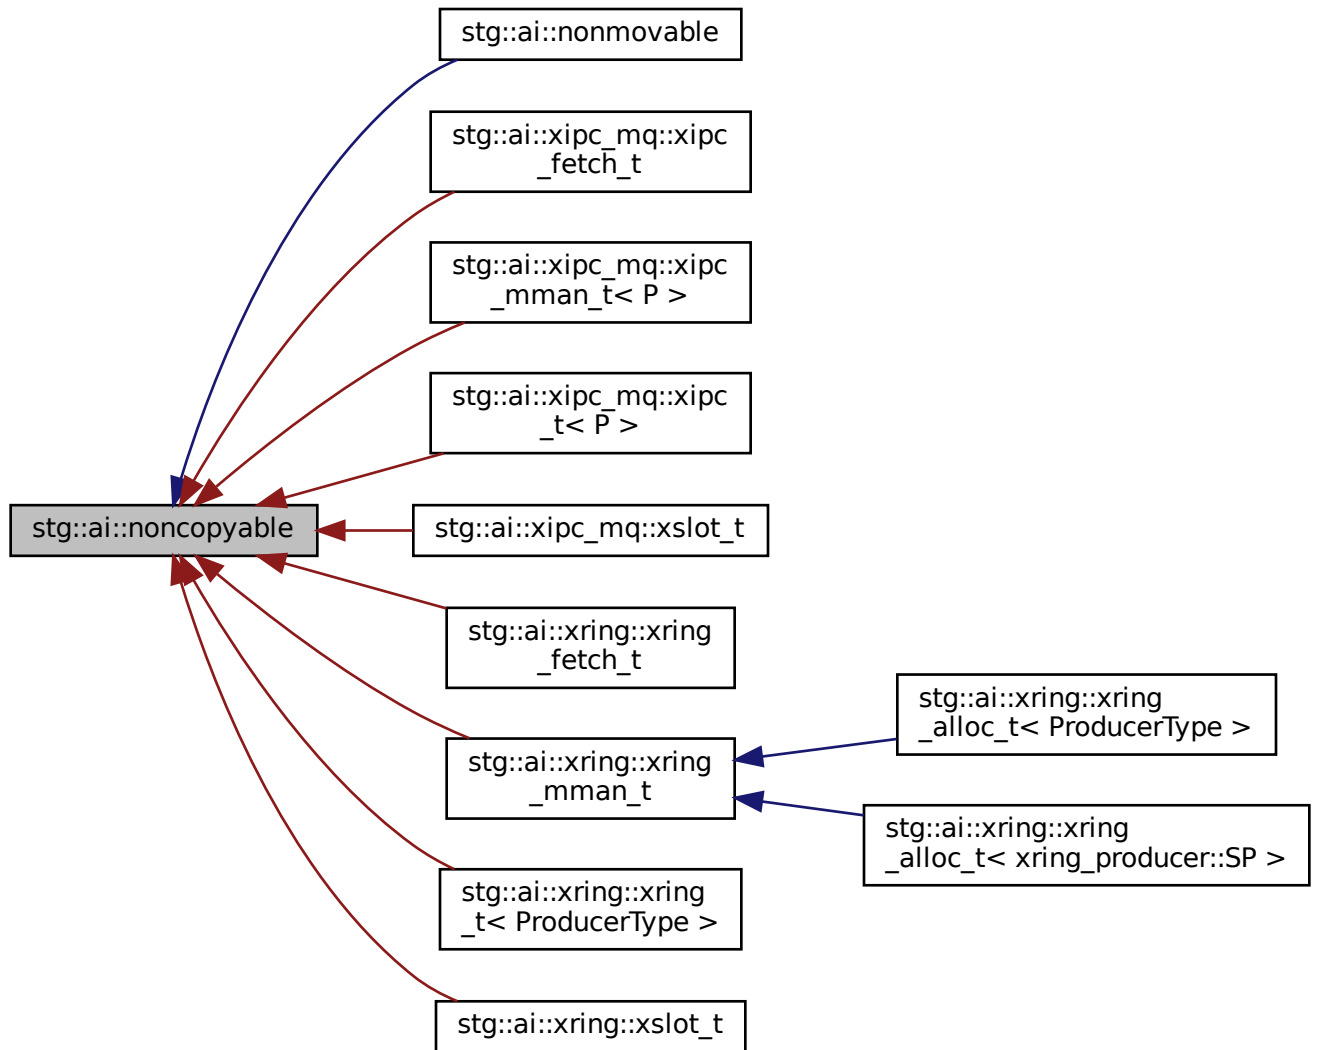 stg::ai::nonmovable
stg::ai::xipc_mq::xipc
_fetch_t
stg::ai::xipc_mq::xipc
_mman_t< P >
stg::ai::xipc_mq::xipc
_t< P >
stg::ai::noncopyable
stg::ai::xipc_mq::xslot_t
stg::ai::xring::xring
_fetch_t
stg::ai::xring::xring
_mman_t
stg::ai::xring::xring
_alloc_t< ProducerType >
stg::ai::xring::xring
_alloc_t< xring_producer::SP >
stg::ai::xring::xring
_t< ProducerType >
stg::ai::xring::xslot_t